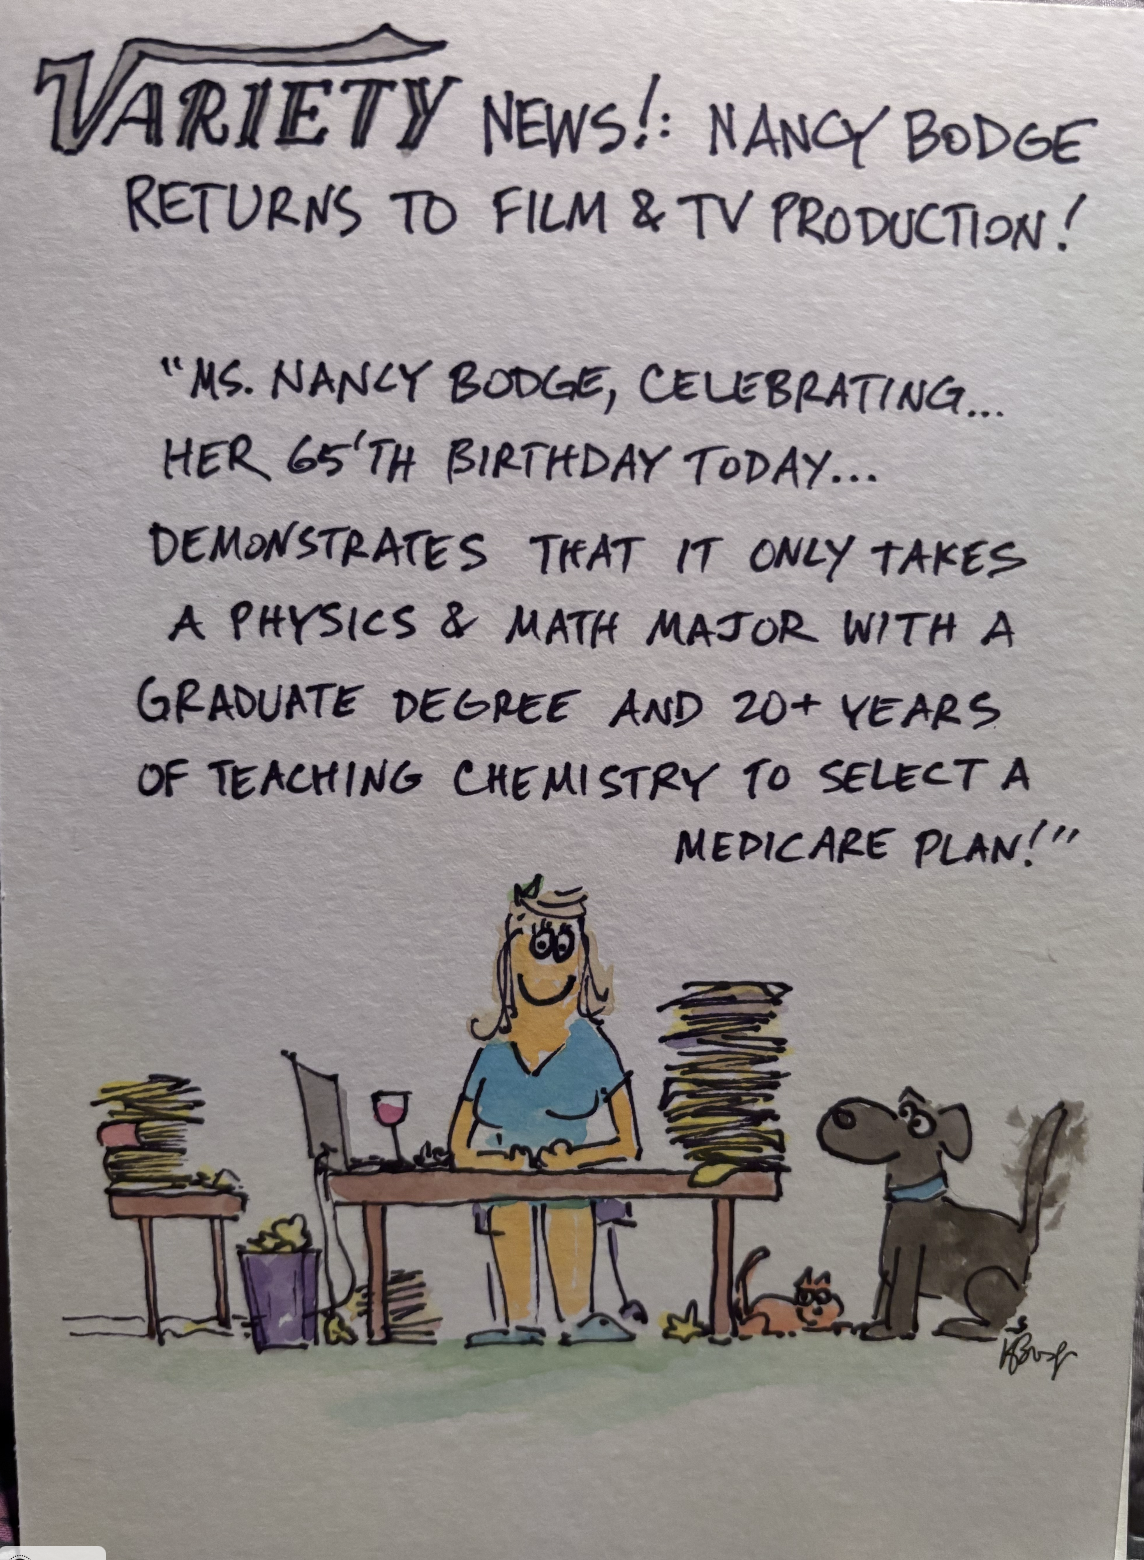 VARIETY NEWS!: NANCY BODGE
RETURNS TO FILM & TV PRODUCTION!
"MS. NANCY BODGE, CELEBRATING...
HER 65'TH BIRTHDAY TODAY...
DEMONSTRATES THAT IT ONLY TAKES
A PHYSICS & MATH MAJOR WITH A
GRADUATE DEGREE AND 20+ YEARS
OF TEACHING CHEMISTRY TO SELECT A
MEDICARE PLAN!"